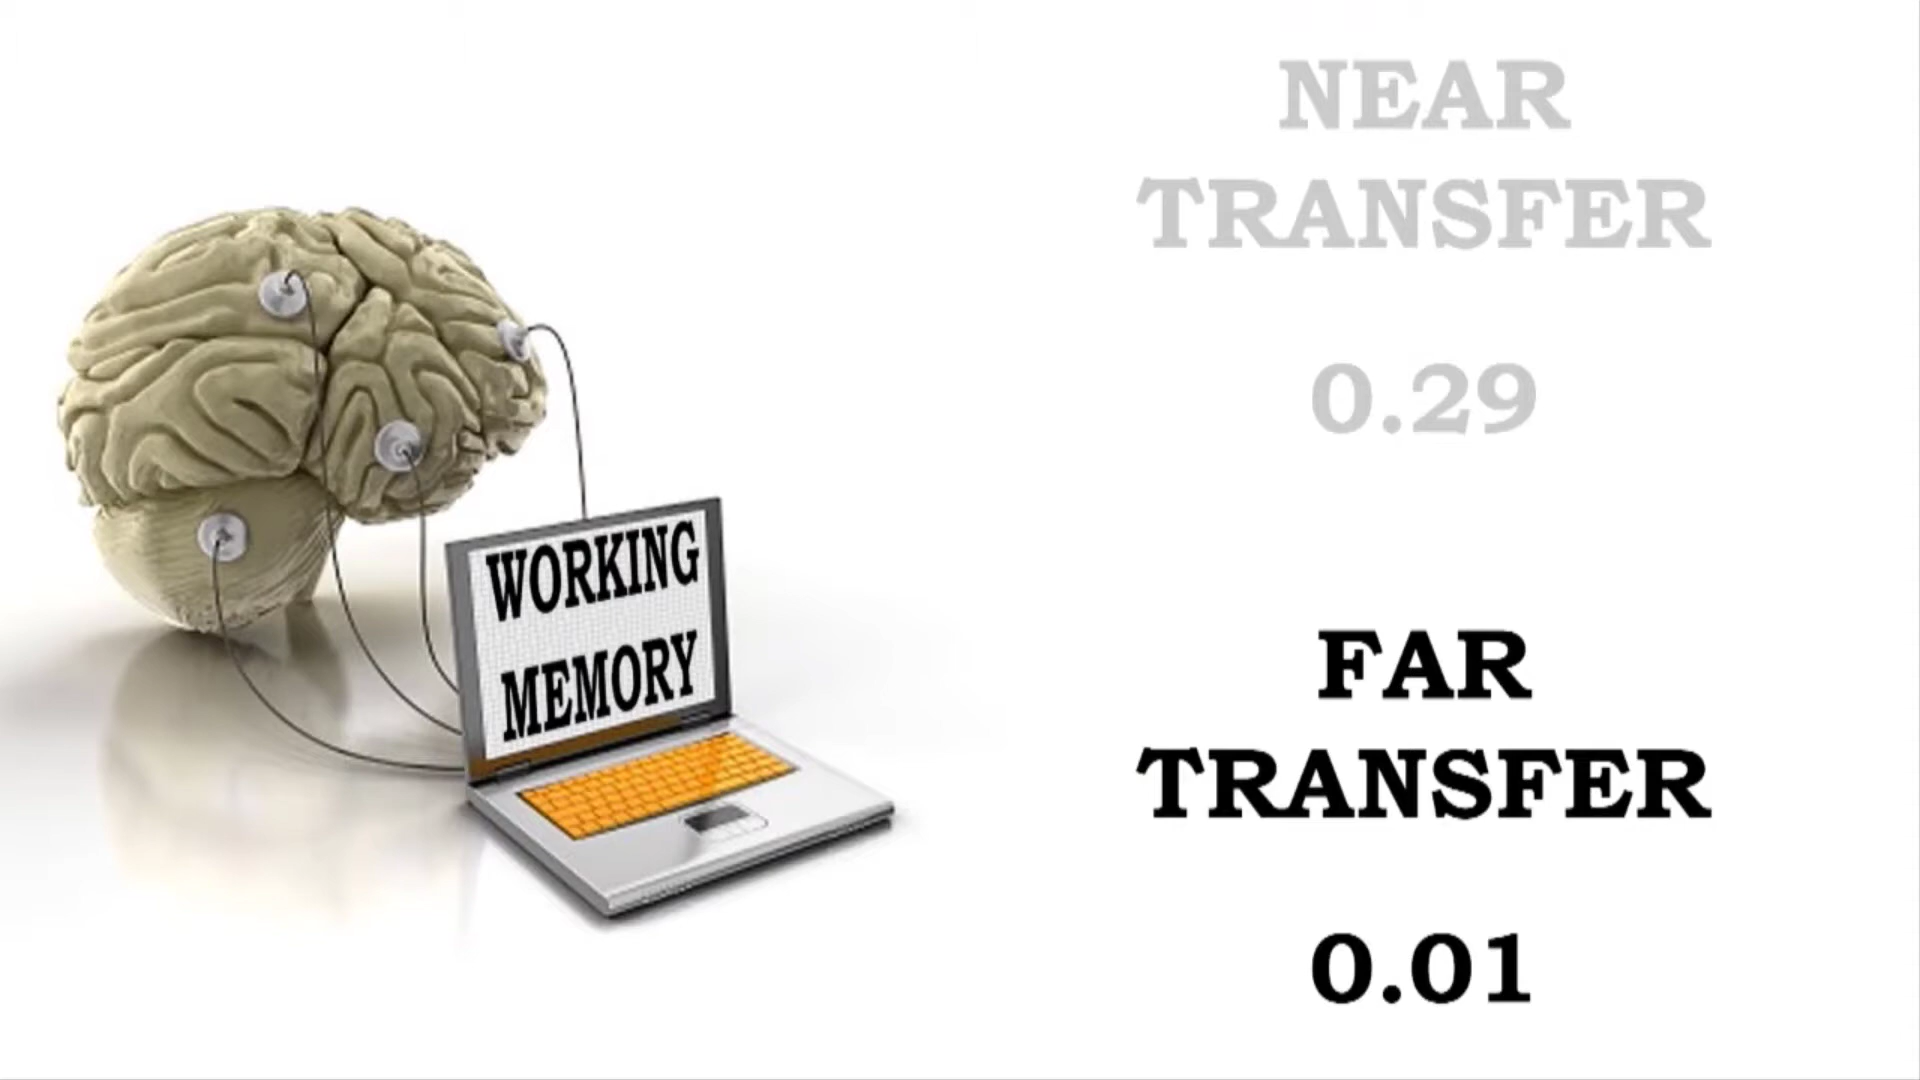 NEAR
TRANSFER
0.29
WORKING
MEMORY
FAR
TRANSFER
0.01